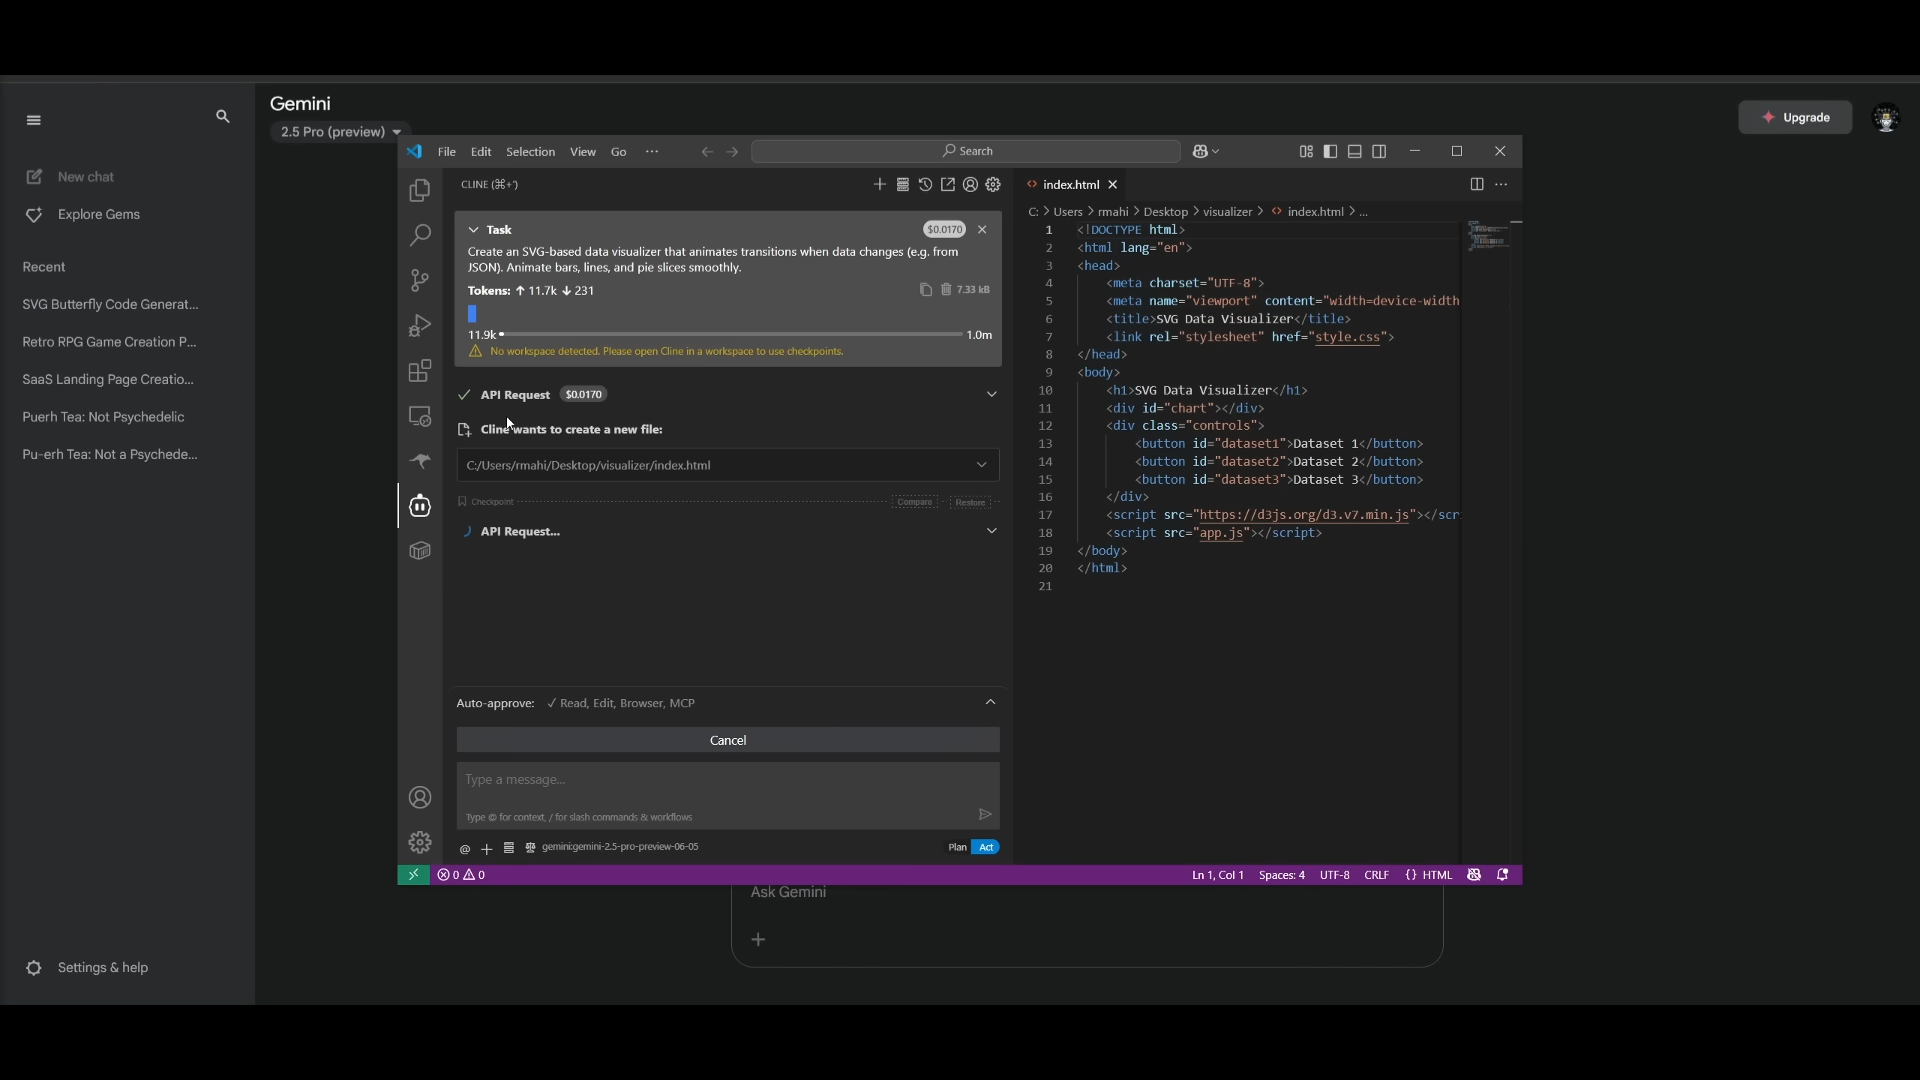 Gemini
2.5 Pro (preview)
Upgrade
New chat
Explore Gems
Recent
SVG Butterfly Code Generat...
Retro RPG Game Creation P...
SaaS Landing Page Creatio...
Puerh Tea: Not Psychedelic
Pu-erh Tea: Not a Psychede...
Settings & help
File Edit Selection View Go ... Search
CLINE (⌘+')
Task $0.0170
Create an SVG-based data visualizer that animates transitions when data changes (e.g. from
JSON). Animate bars, lines, and pie slices smoothly.
Tokens: ↑ 11.7k ↓ 231 7.33 kB
11.9k 1.0m
No workspace detected. Please open Cline in a workspace to use checkpoints.
API Request $0.0170
Cline wants to create a new file:
C:/Users/rmahi/Desktop/visualizer/index.html
Checkpoint Compare Restore
API Request...
Auto-approve: ✓ Read, Edit, Browser, MCP
Cancel
Type a message...
Type @ for context, / for slash commands & workflows
@ + gemini:gemini-2.5-pro-preview-06-05 Plan Act
index.html
C: > Users > rmahi > Desktop > visualizer > index.html > ...
1 <!DOCTYPE html>
2 <html lang="en">
3 <head>
4 <meta charset="UTF-8">
5 <meta name="viewport" content="width=device-width
6 <title>SVG Data Visualizer</title>
7 <link rel="stylesheet" href="style.css">
8 </head>
9 <body>
10 <h1>SVG Data Visualizer</h1>
11 <div id="chart"></div>
12 <div class="controls">
13 <button id="dataset1">Dataset 1</button>
14 <button id="dataset2">Dataset 2</button>
15 <button id="dataset3">Dataset 3</button>
16 </div>
17 <script src="https://d3js.org/d3.v7.min.js"></scr
18 <script src="app.js"></script>
19 </body>
20 </html>
21
0 0 Ln 1, Col 1 Spaces: 4 UTF-8 CRLF {} HTML
Ask Gemini
+